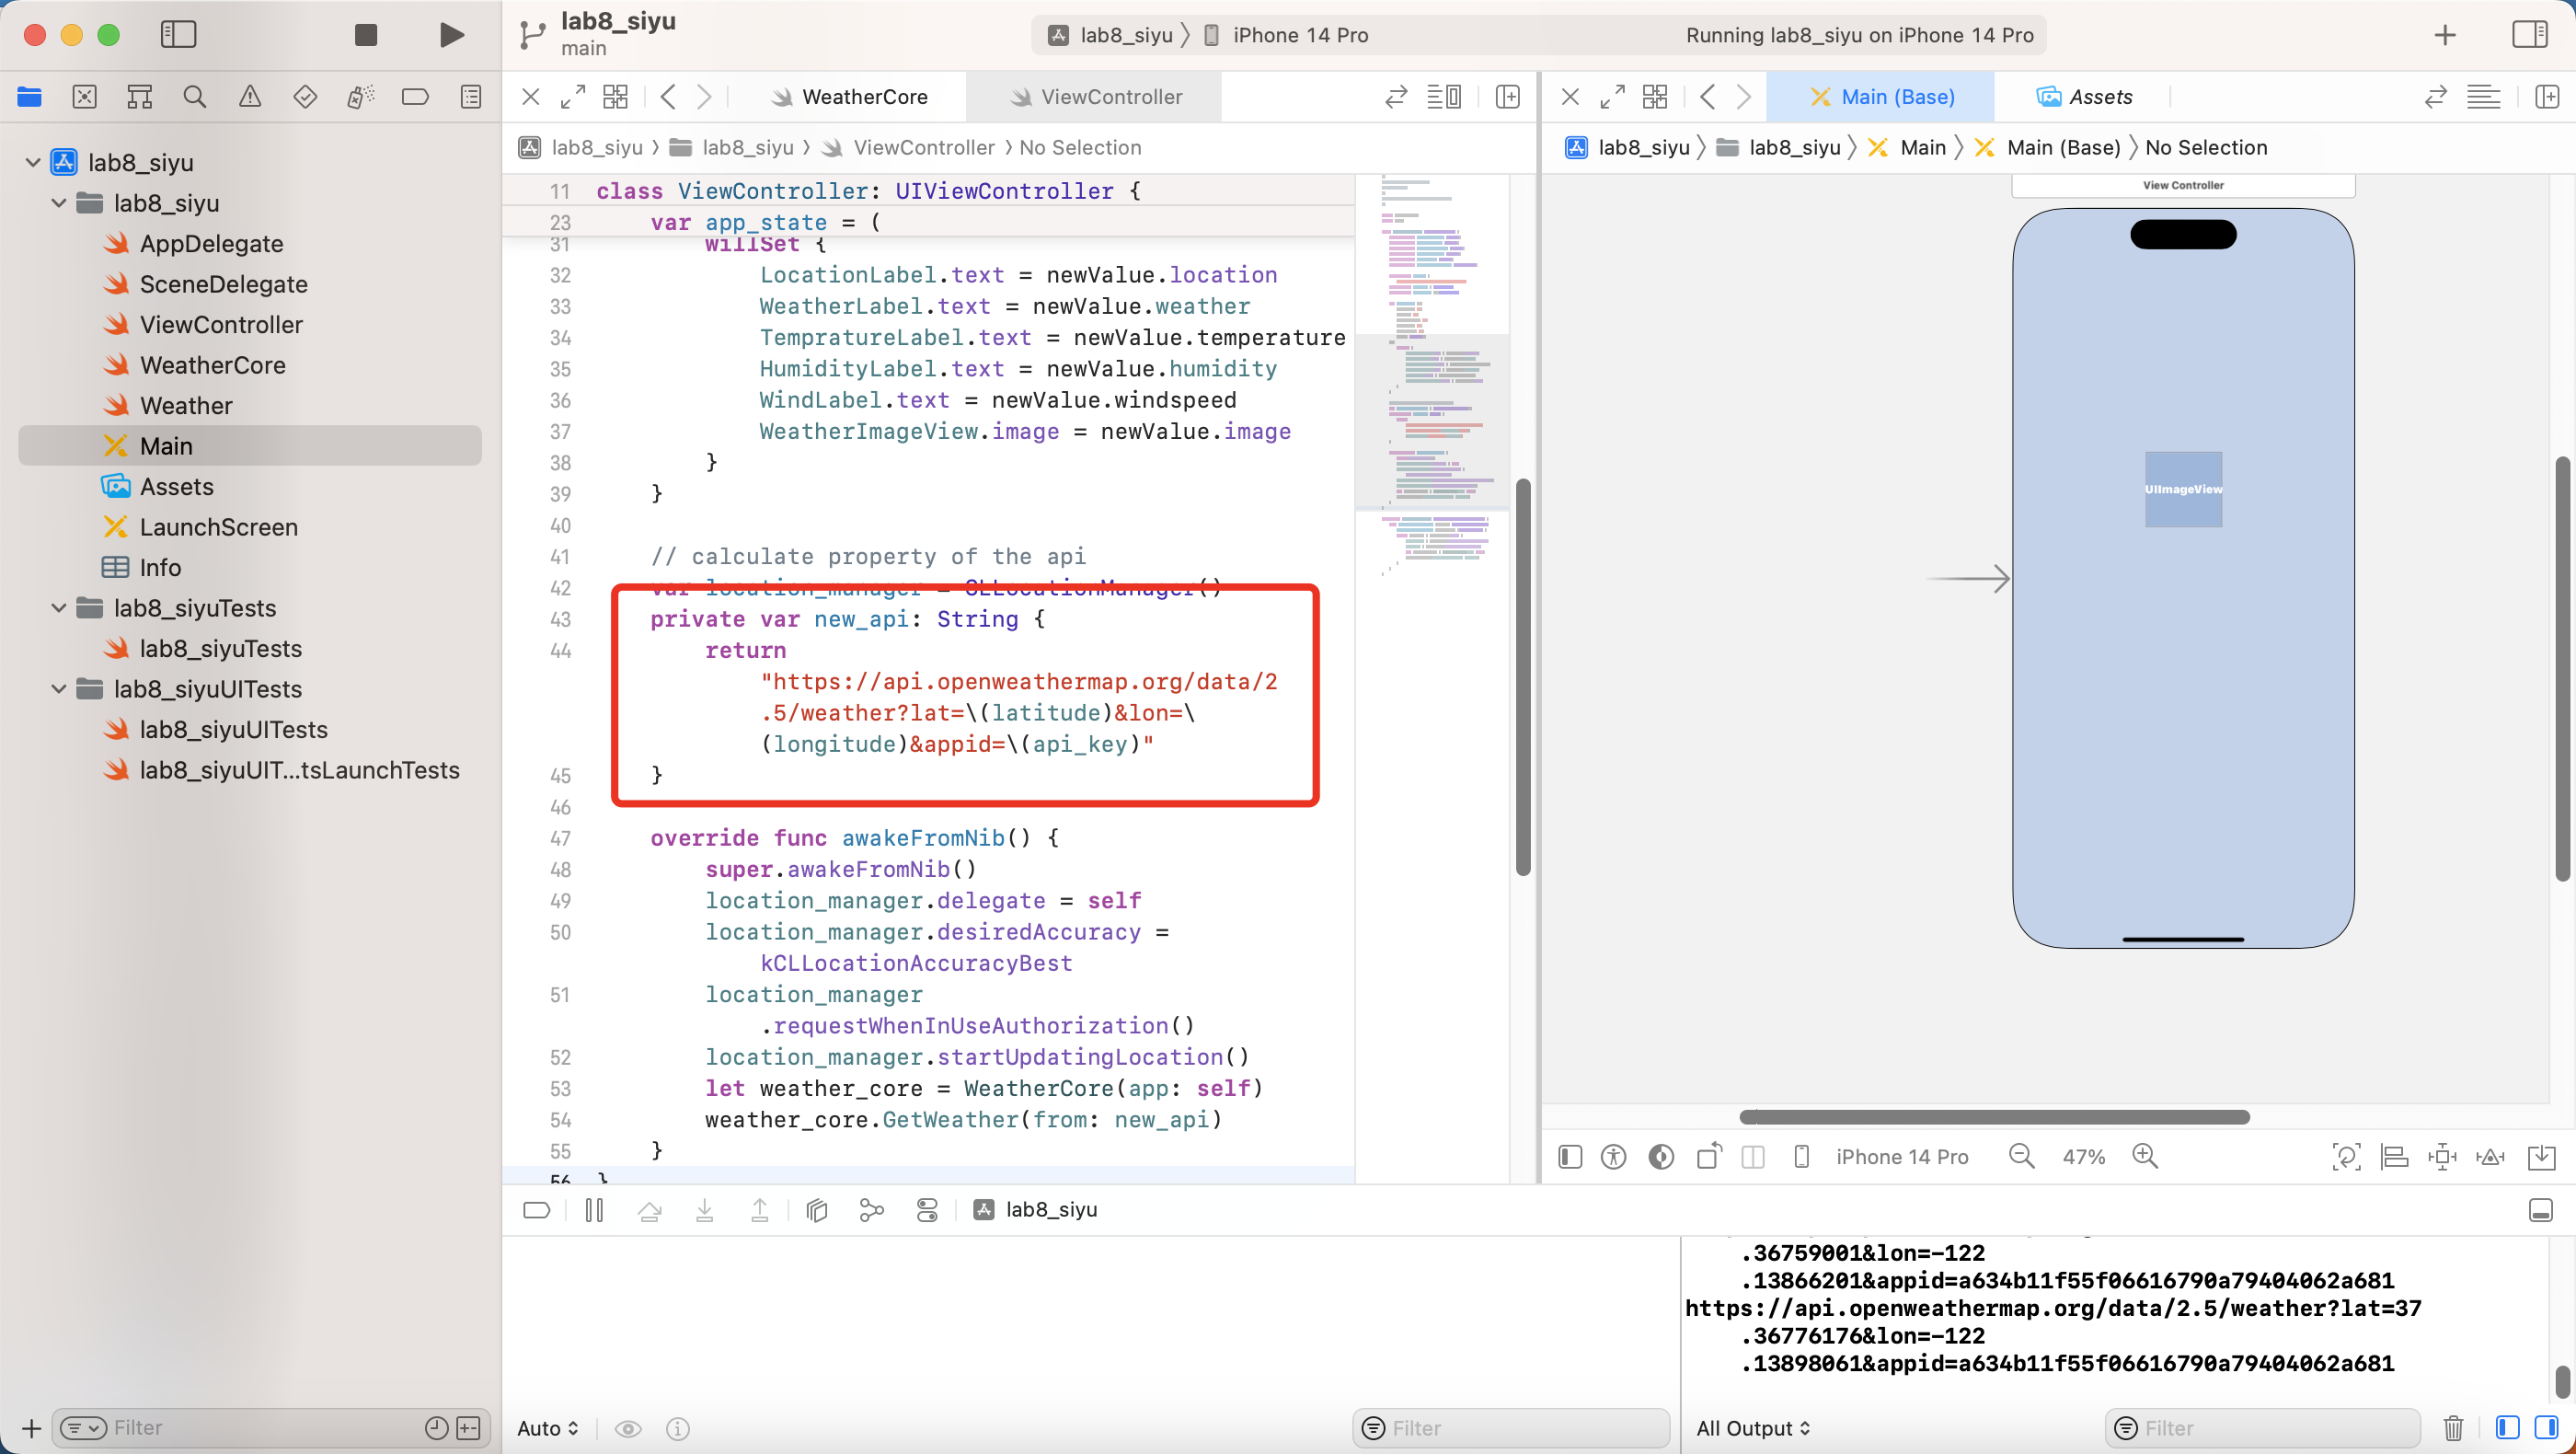 lab8_siyu
main
lab8_siyu
iPhone 14 Pro
Running lab8_siyu on iPhone 14 Pro
WeatherCore
ViewController
Main (Base)
Assets
lab8_siyu
lab8_siyu
AppDelegate
SceneDelegate
ViewController
WeatherCore
Weather
Main
Assets
LaunchScreen
Info
lab8_siyuTests
lab8_siyuTests
lab8_siyuUITests
lab8_siyuUITests
lab8_siyuUIT...tsLaunchTests
Filter
lab8_siyu
lab8_siyu
ViewController
No Selection
11 class ViewController: UIViewController {
23 var app_state = (
31 willSet {
32 LocationLabel.text = newValue.location
33 WeatherLabel.text = newValue.weather
34 TempratureLabel.text = newValue.temperature
35 HumidityLabel.text = newValue.humidity
36 WindLabel.text = newValue.windspeed
37 WeatherImageView.image = newValue.image
38 }
39 }
40
41 // calculate property of the api
42 var location_manager = CLLocationManager()
43 private var new_api: String {
44 return
"https://api.openweathermap.org/data/2
.5/weather?lat=\(latitude)&lon=\
(longitude)&appid=\(api_key)"
45 }
46
47 override func awakeFromNib() {
48 super.awakeFromNib()
49 location_manager.delegate = self
50 location_manager.desiredAccuracy =
kCLLocationAccuracyBest
51 location_manager
.requestWhenInUseAuthorization()
52 location_manager.startUpdatingLocation()
53 let weather_core = WeatherCore(app: self)
54 weather_core.GetWeather(from: new_api)
55 }
56 }
lab8_siyu
lab8_siyu
Main
Main (Base)
No Selection
View Controller
UIImageView
iPhone 14 Pro
47%
lab8_siyu
.36759001&lon=-122
.13866201&appid=a634b11f55f06616790a79404062a681
https://api.openweathermap.org/data/2.5/weather?lat=37
.36776176&lon=-122
.13898061&appid=a634b11f55f06616790a79404062a681
Auto
Filter
All Output
Filter